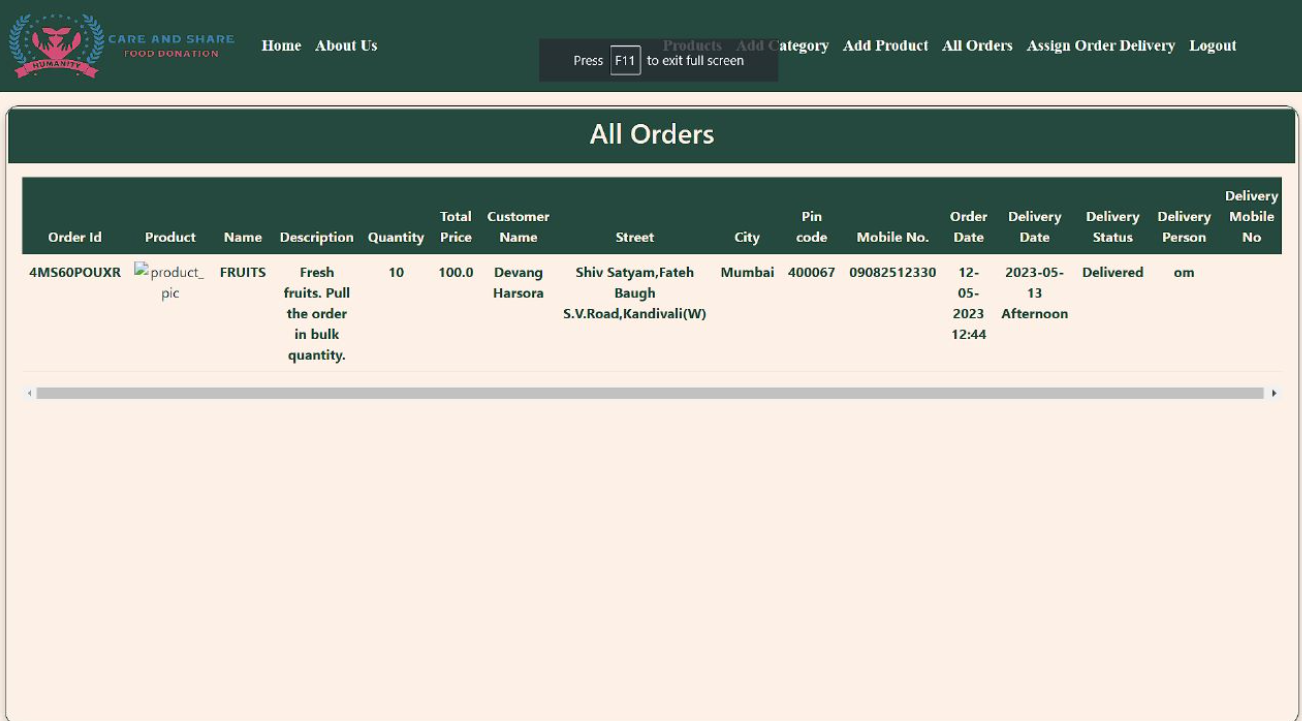 CARE AND SHARE
FOOD DONATION
HUMANITY
Home About Us
Products Add Category Add Product All Orders Assign Order Delivery Logout
Press F11 to exit full screen
All Orders
Delivery
Total Customer Pin Order Delivery Delivery Delivery Mobile
Order Id Product Name Description Quantity Price Name Street City code Mobile No. Date Date Status Person No
4MS60POUXR product_ FRUITS Fresh 10 100.0 Devang Shiv Satyam,Fateh Mumbai 400067 09082512330 12- 2023-05- Delivered om
pic fruits. Pull Harsora Baugh 05- 13
the order S.V.Road,Kandivali(W) 2023 Afternoon
in bulk 12:44
quantity.